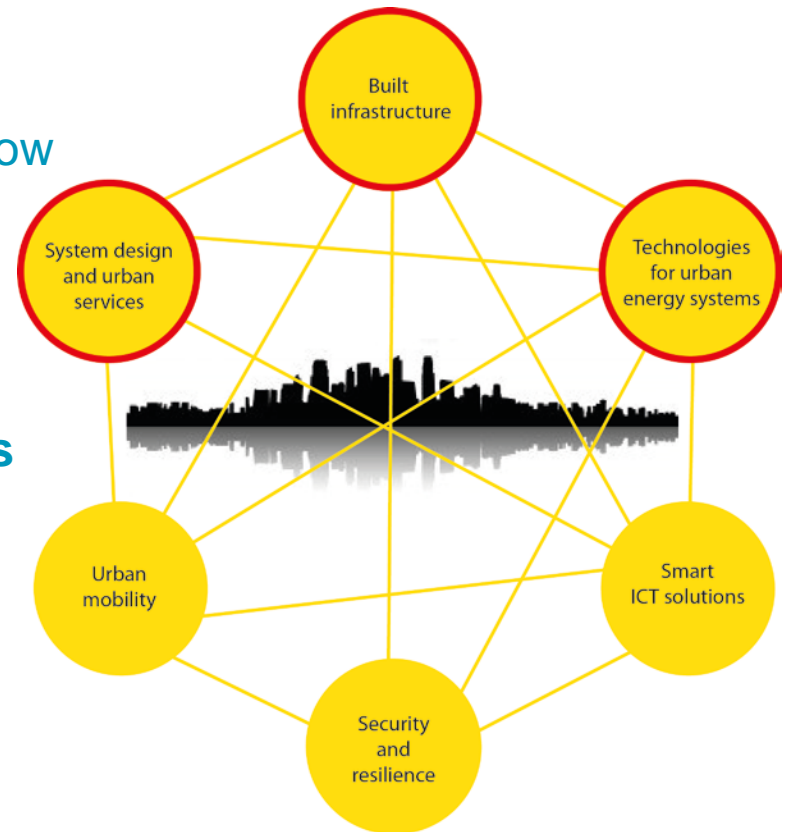 Built
infrastructure
ow
System design
and urban
services
Technologies
for urban
energy systems
s
Urban
mobility
Smart
ICT solutions
Security
and
resilience